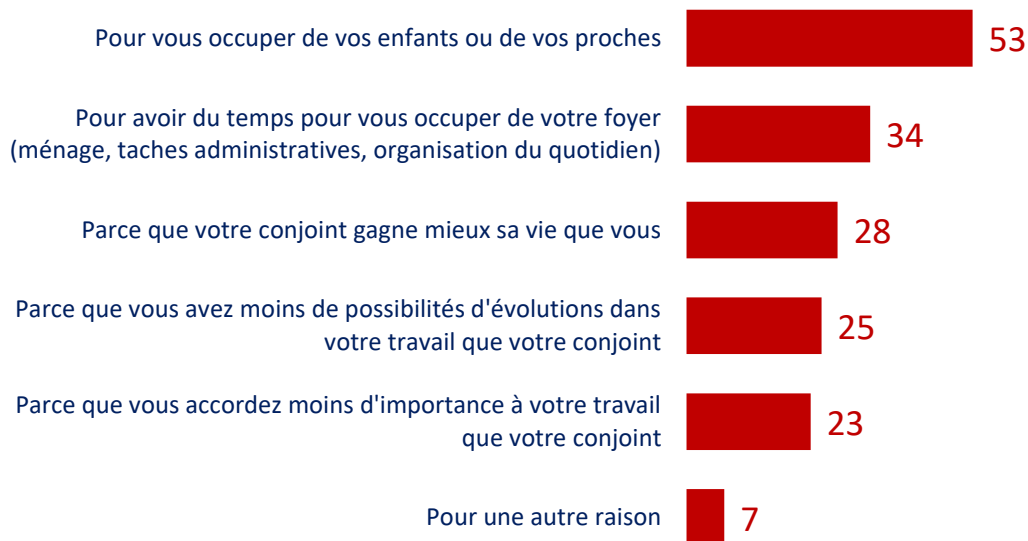 Pour vous occuper de vos enfants ou de vos proches
53
Pour avoir du temps pour vous occuper de votre foyer
(ménage, taches administratives, organisation du quotidien)
34
Parce que votre conjoint gagne mieux sa vie que vous
28
Parce que vous avez moins de possibilités d'évolutions dans
votre travail que votre conjoint
25
Parce que vous accordez moins d'importance à votre travail
que votre conjoint
23
Pour une autre raison
7